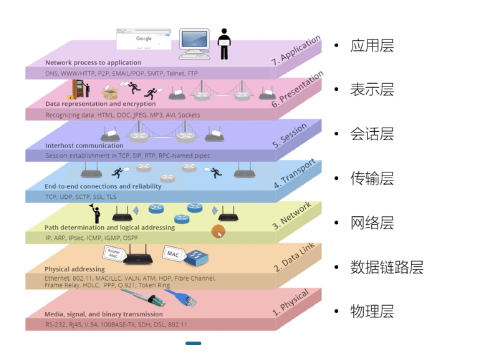 Google
Network process to application
DNS, WWW/HTTP, P2P, EMAIL/POP, SMTP, Telnet, FTP
7. Application
Data representation and encryption
Recognizing data: HTML, DOC, JPEG, MP3, AVI, Sockets
6. Presentation
Interhost communication
Session establishment in TCP, SIP, RTP, RPC-Named pipes
5. Session
End-to-end connections and reliability
TCP, UDP, SCTP, SSL, TLS
4. Transport
Path determination and logical addressing
IP, ARP, IPsec, ICMP, IGMP, OSPF
3. Network
MAC
Physical addressing
Ethernet, 802.11, MAC/LLC, VALN, ATM, HDP, Fibre Channel,
Frame Relay, HDLC, PPP, Q.921, Token Ring
2. Data Link
Media, signal, and binary transmission
RS-232, RJ45, V.34, 100BASE-TX, SDH, DSL, 802.11
1. Physical
• 应用层
• 表示层
• 会话层
• 传输层
• 网络层
• 数据链路层
• 物理层